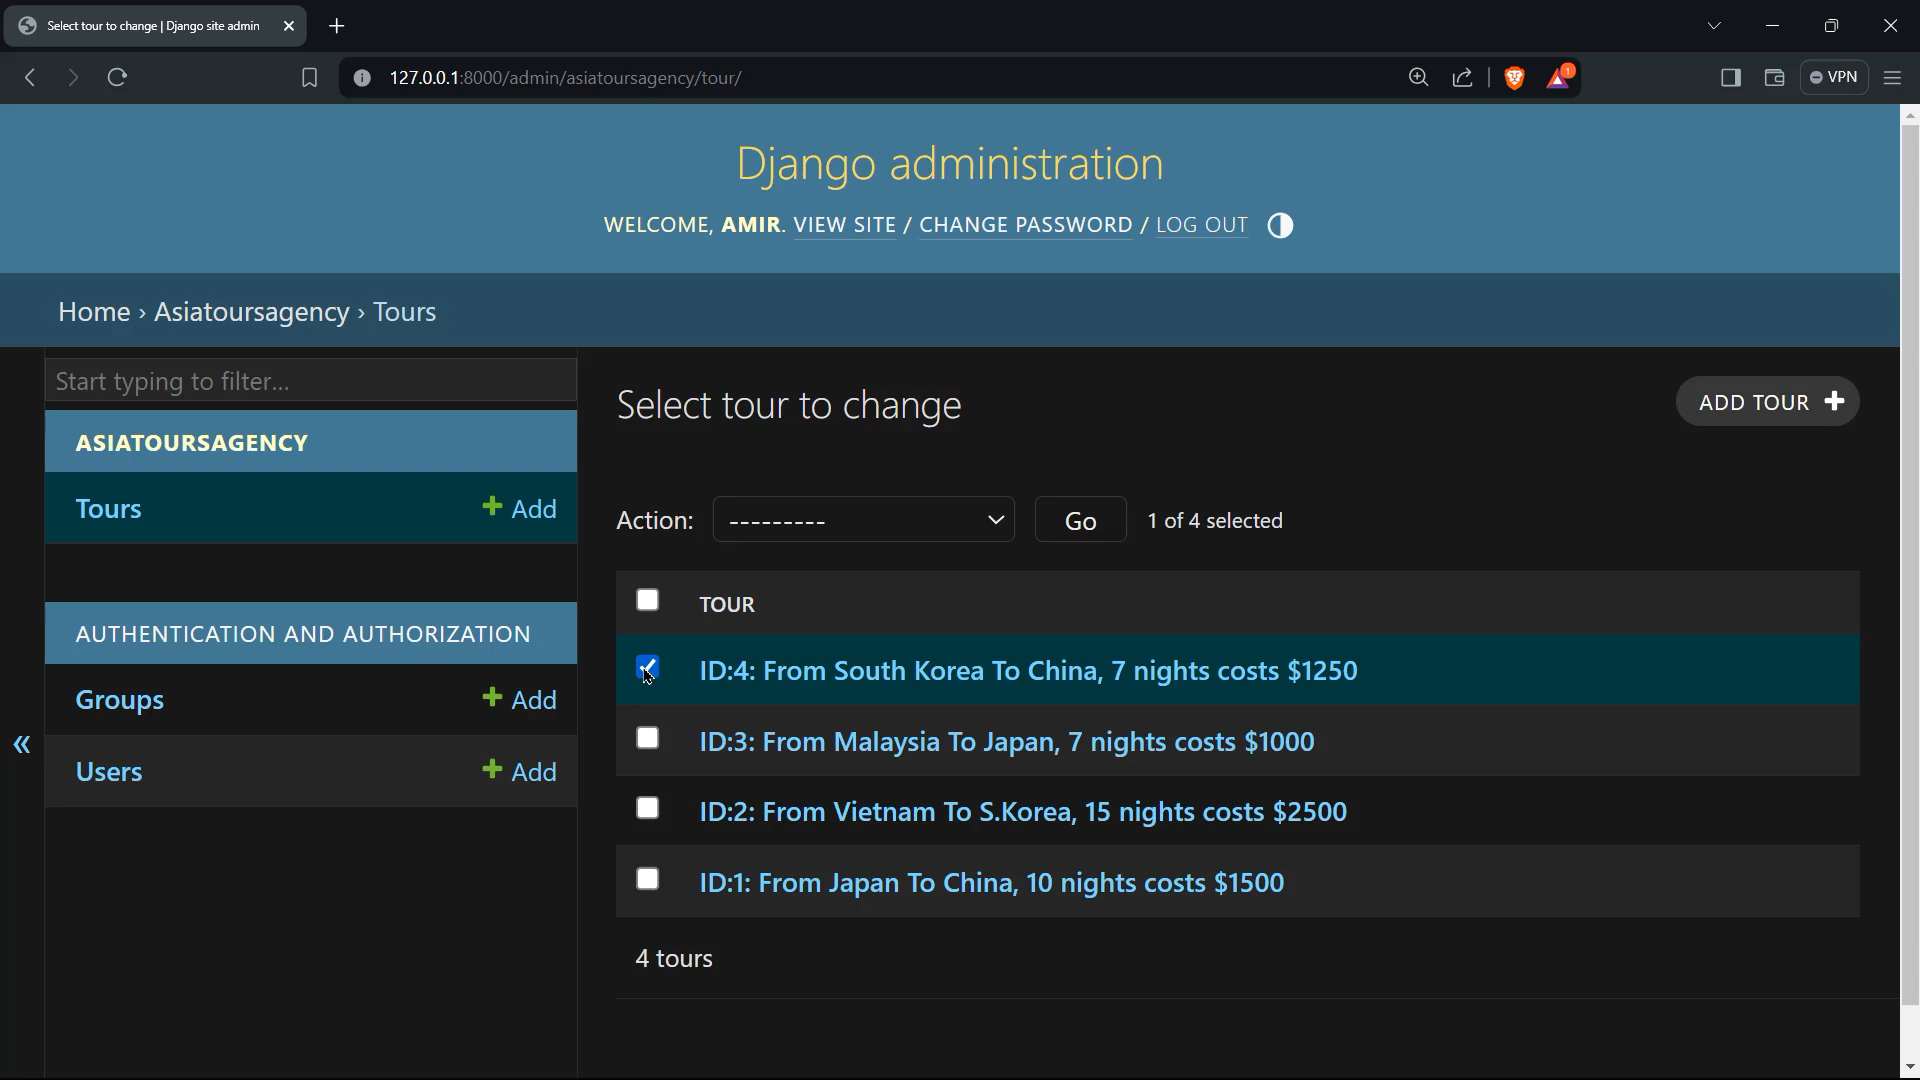 Select tour to change | Django site admin
127.0.0.1:8000/admin/asiatoursagency/tour/
1
VPN
Django administration
WELCOME, AMIR. VIEW SITE / CHANGE PASSWORD / LOG OUT
Home › Asiatoursagency › Tours
Start typing to filter...
ASIATOURSAGENCY
Tours + Add
AUTHENTICATION AND AUTHORIZATION
Groups + Add
Users + Add
«
Select tour to change
ADD TOUR +
Action: --------- Go 1 of 4 selected
TOUR
ID:4: From South Korea To China, 7 nights costs $1250
ID:3: From Malaysia To Japan, 7 nights costs $1000
ID:2: From Vietnam To S.Korea, 15 nights costs $2500
ID:1: From Japan To China, 10 nights costs $1500
4 tours